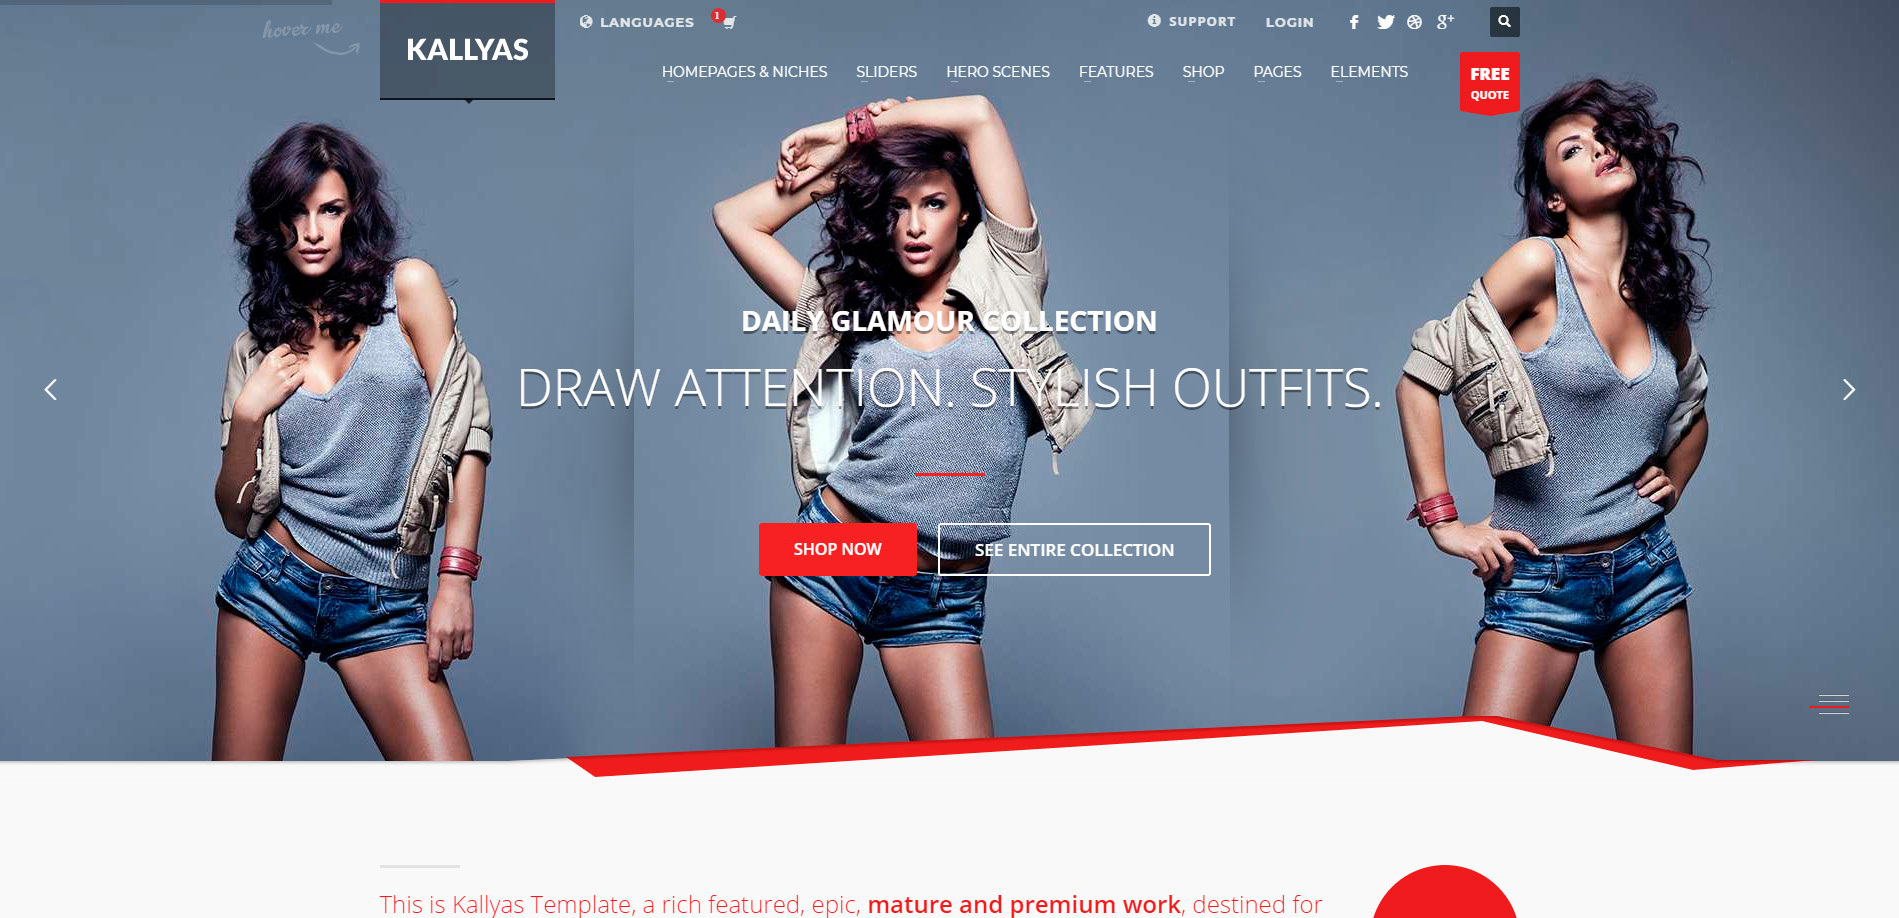 hover me
KALLYAS
LANGUAGES
1
SUPPORT
LOGIN
HOMEPAGES & NICHES
SLIDERS
HERO SCENES
FEATURES
SHOP
PAGES
ELEMENTS
FREE
QUOTE
DAILY GLAMOUR COLLECTION
DRAW ATTENTION. STYLISH OUTFITS.
SHOP NOW
SEE ENTIRE COLLECTION
This is Kallyas Template, a rich featured, epic, mature and premium work, destined for